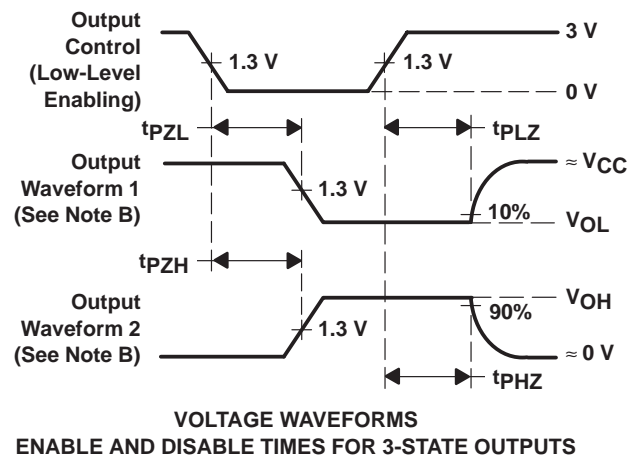 Output
Control
(Low-Level
Enabling)
1.3 V
1.3 V
3 V
0 V
tPZL
tPLZ
Output
Waveform 1
(See Note B)
1.3 V
10%
≈ VCC
VOL
tPZH
Output
Waveform 2
(See Note B)
1.3 V
90%
VOH
≈ 0 V
tPHZ
VOLTAGE WAVEFORMS
ENABLE AND DISABLE TIMES FOR 3-STATE OUTPUTS